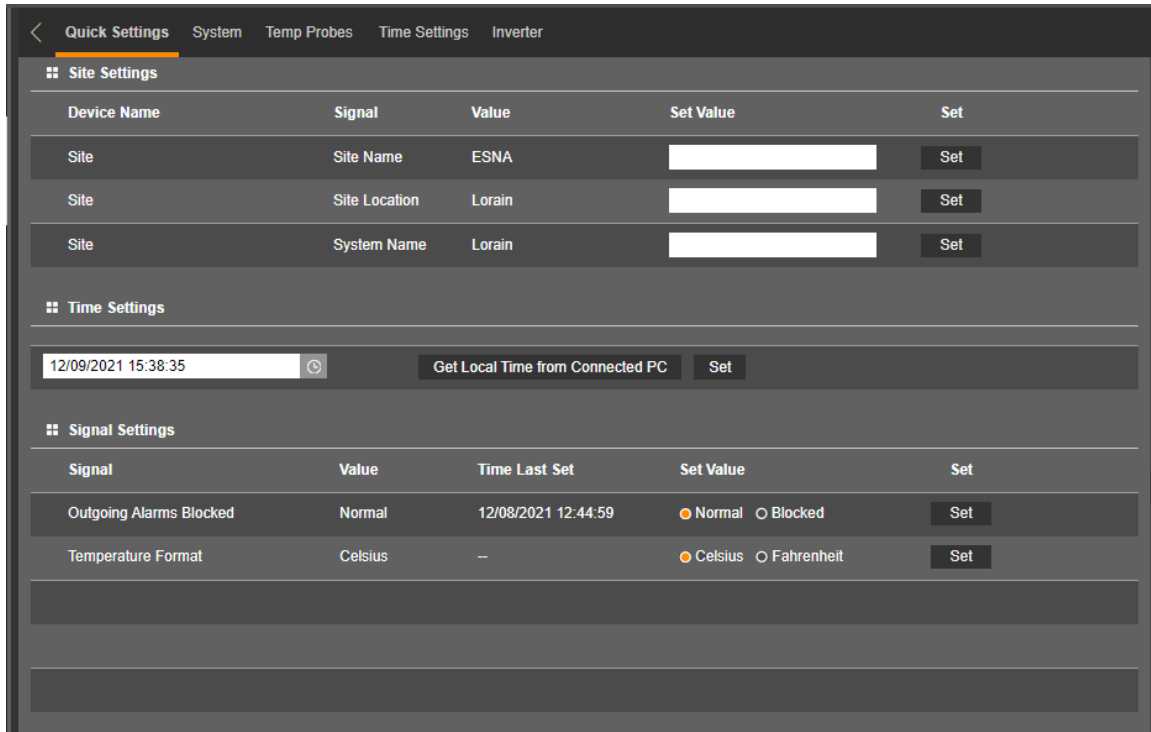 Quick Settings System Temp Probes Time Settings Inverter
Site Settings
Device Name Signal Value Set Value Set
Site Site Name ESNA Set
Site Site Location Lorain Set
Site System Name Lorain Set
Time Settings
12/09/2021 15:38:35 Get Local Time from Connected PC Set
Signal Settings
Signal Value Time Last Set Set Value Set
Outgoing Alarms Blocked Normal 12/08/2021 12:44:59 Normal Blocked Set
Temperature Format Celsius -- Celsius Fahrenheit Set